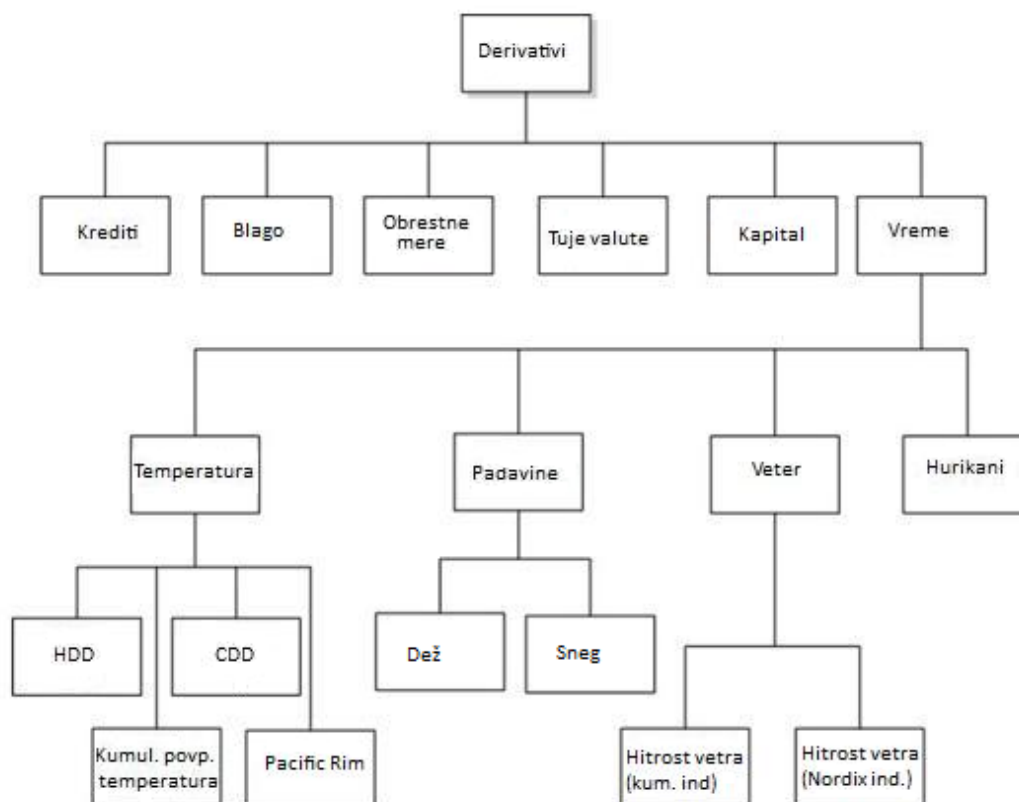 Derivativi
Krediti
Blago
Obrestne
mere
Tuje valute
Kapital
Vreme
Temperatura
Padavine
Veter
Hurikani
HDD
CDD
Dež
Sneg
Kumul. povp.
temperatura
Pacific Rim
Hitrost vetra
(kum. ind)
Hitrost vetra
(Nordix ind.)